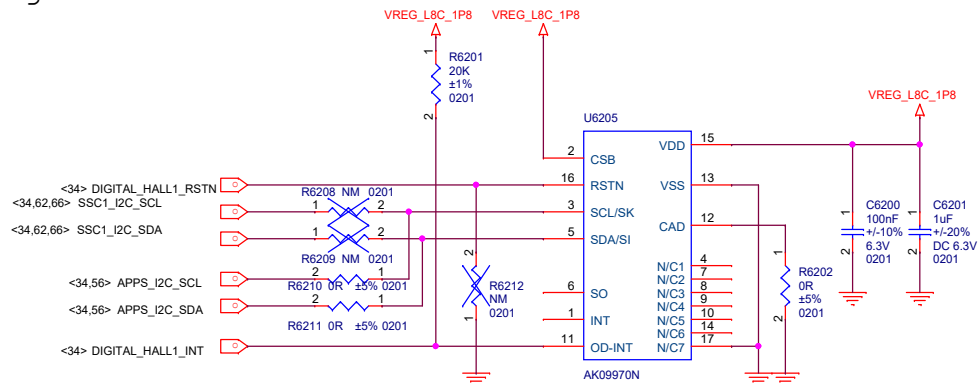 VREG_L8C_1P8 VREG_L8C_1P8
1
R6201
20K
±1%
0201
2
VREG_L8C_1P8
U6205
2 CSB
VDD 15
<34> DIGITAL_HALL1_RSTN
16 RSTN
VSS 13
R6208 NM 0201
<34,62,66> SSC1_I2C_SCL
1 2
3 SCL/SK
CAD 12
<34,62,66> SSC1_I2C_SDA
1 2
5 SDA/SI
R6209 NM 0201
C6200
100nF
+/-10%
6.3V
0201
1
2
C6201
1uF
+/-20%
DC 6.3V
0201
1
2
<34,56> APPS_I2C_SCL
2 1
R6210 0R ±5% 0201
<34,56> APPS_I2C_SDA
2 1
R6211 0R ±5% 0201
2
R6212
NM
0201
1
6 SO
1 INT
<34> DIGITAL_HALL1_INT
11 OD-INT
N/C1 4
N/C2 7
N/C3 8
N/C4 9
N/C5 10
N/C6 14
N/C7 17
1
R6202
0R
±5%
0201
2
AK09970N